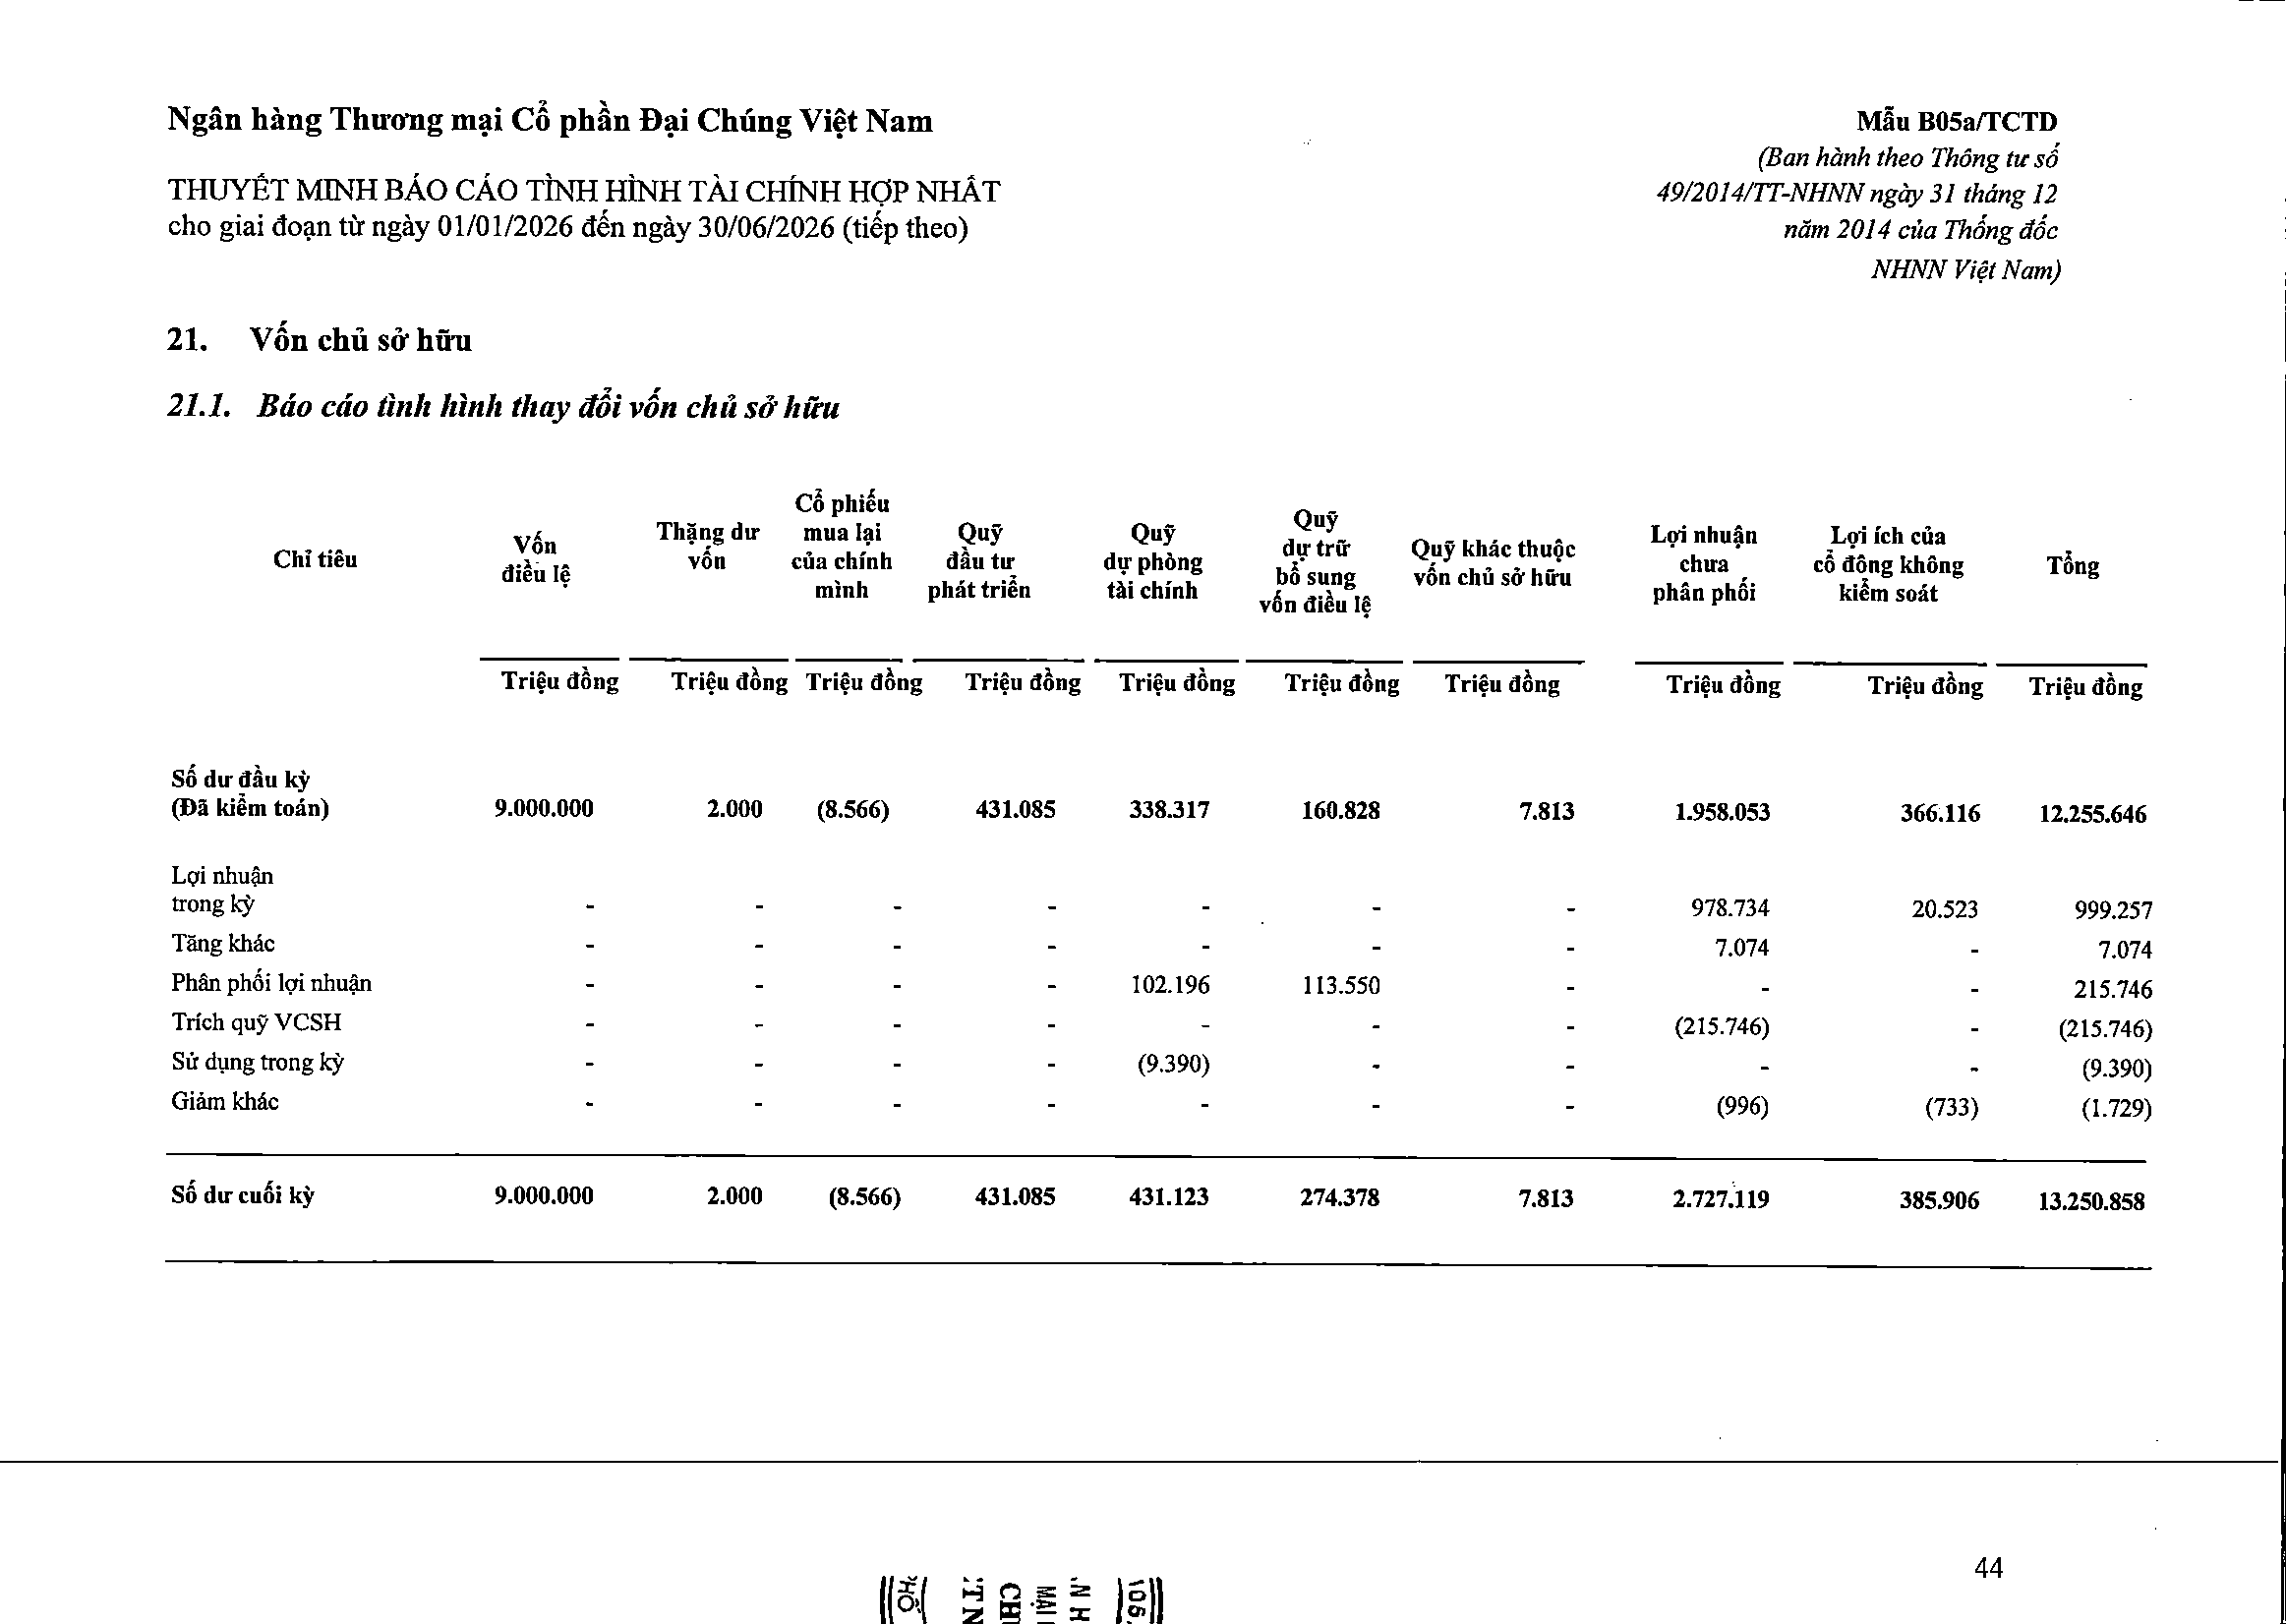 Ngân hàng Thương mại Cổ phần Đại Chúng Việt Nam
THUYẾT MINH BÁO CÁO TÌNH HÌNH TÀI CHÍNH HỢP NHẤT
cho giai đoạn từ ngày 01/01/2026 đến ngày 30/06/2026 (tiếp theo)
Mẫu B05a/TCTD
(Ban hành theo Thông tư số
49/2014/TT-NHNN ngày 31 tháng 12
năm 2014 của Thống đốc
NHNN Việt Nam)
21. Vốn chủ sở hữu
21.1. Báo cáo tình hình thay đổi vốn chủ sở hữu
Chỉ tiêu
Vốn
điều lệ
Thặng dư
vốn
Cổ phiếu
mua lại
của chính
mình
Quỹ
đầu tư
phát triển
Quỹ
dự phòng
tài chính
Quỹ
dự trữ
bổ sung
vốn điều lệ
Quỹ khác thuộc
vốn chủ sở hữu
Lợi nhuận
chưa
phân phối
Lợi ích của
cổ đông không
kiểm soát
Tổng
Triệu đồng Triệu đồng Triệu đồng Triệu đồng Triệu đồng Triệu đồng Triệu đồng Triệu đồng Triệu đồng Triệu đồng
Số dư đầu kỳ
(Đã kiểm toán) 9.000.000 2.000 (8.566) 431.085 338.317 160.828 7.813 1.958.053 366.116 12.255.646
Lợi nhuận
trong kỳ - - - - - - - 978.734 20.523 999.257
Tăng khác - - - - - - - 7.074 - 7.074
Phân phối lợi nhuận - - - - 102.196 113.550 - - - 215.746
Trích quỹ VCSH - - - - - - - (215.746) - (215.746)
Sử dụng trong kỳ - - - - (9.390) - - - - (9.390)
Giảm khác - - - - - - - (996) (733) (1.729)
Số dư cuối kỳ 9.000.000 2.000 (8.566) 431.085 431.123 274.378 7.813 2.727.119 385.906 13.250.858
44